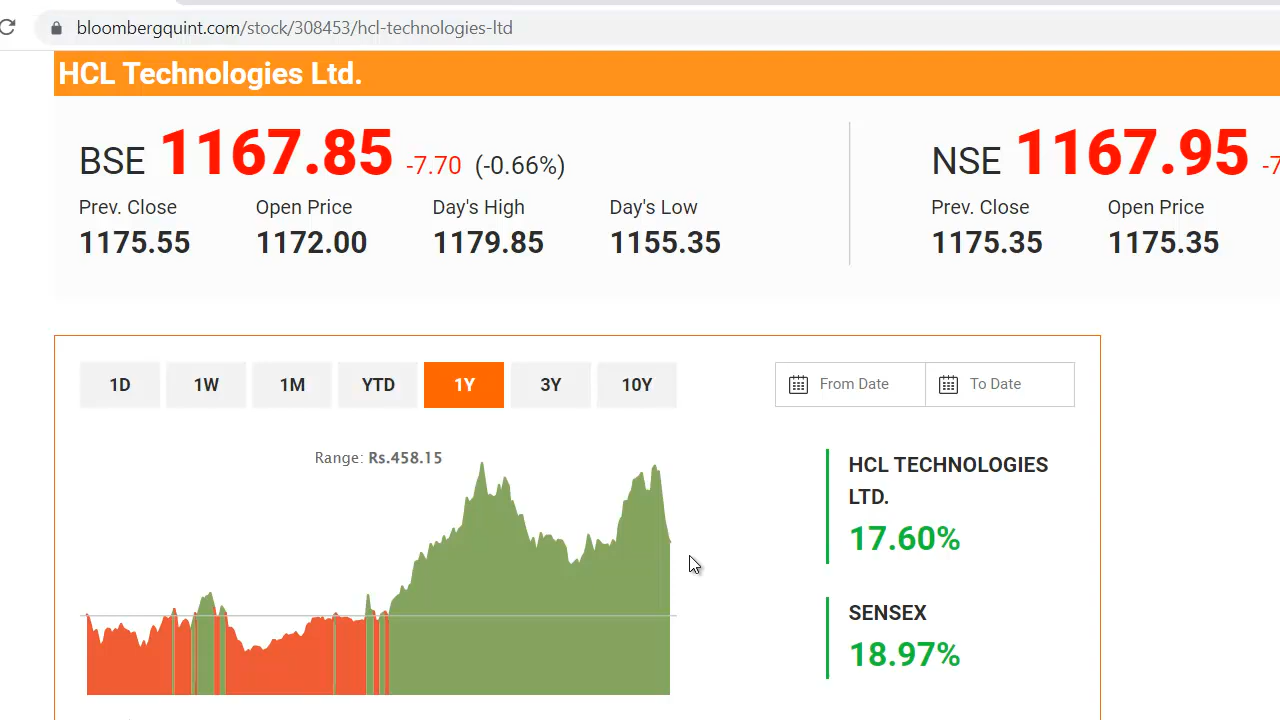 bloombergquint.com/stock/308453/hcl-technologies-ltd
HCL Technologies Ltd.
BSE 1167.85 -7.70 (-0.66%)
Prev. Close Open Price Day's High Day's Low
1175.55 1172.00 1179.85 1155.35
NSE 1167.95 -7
Prev. Close Open Price
1175.35 1175.35
1D 1W 1M YTD 1Y 3Y 10Y
From Date To Date
Range: Rs.458.15
HCL TECHNOLOGIES
LTD.
17.60%
SENSEX
18.97%